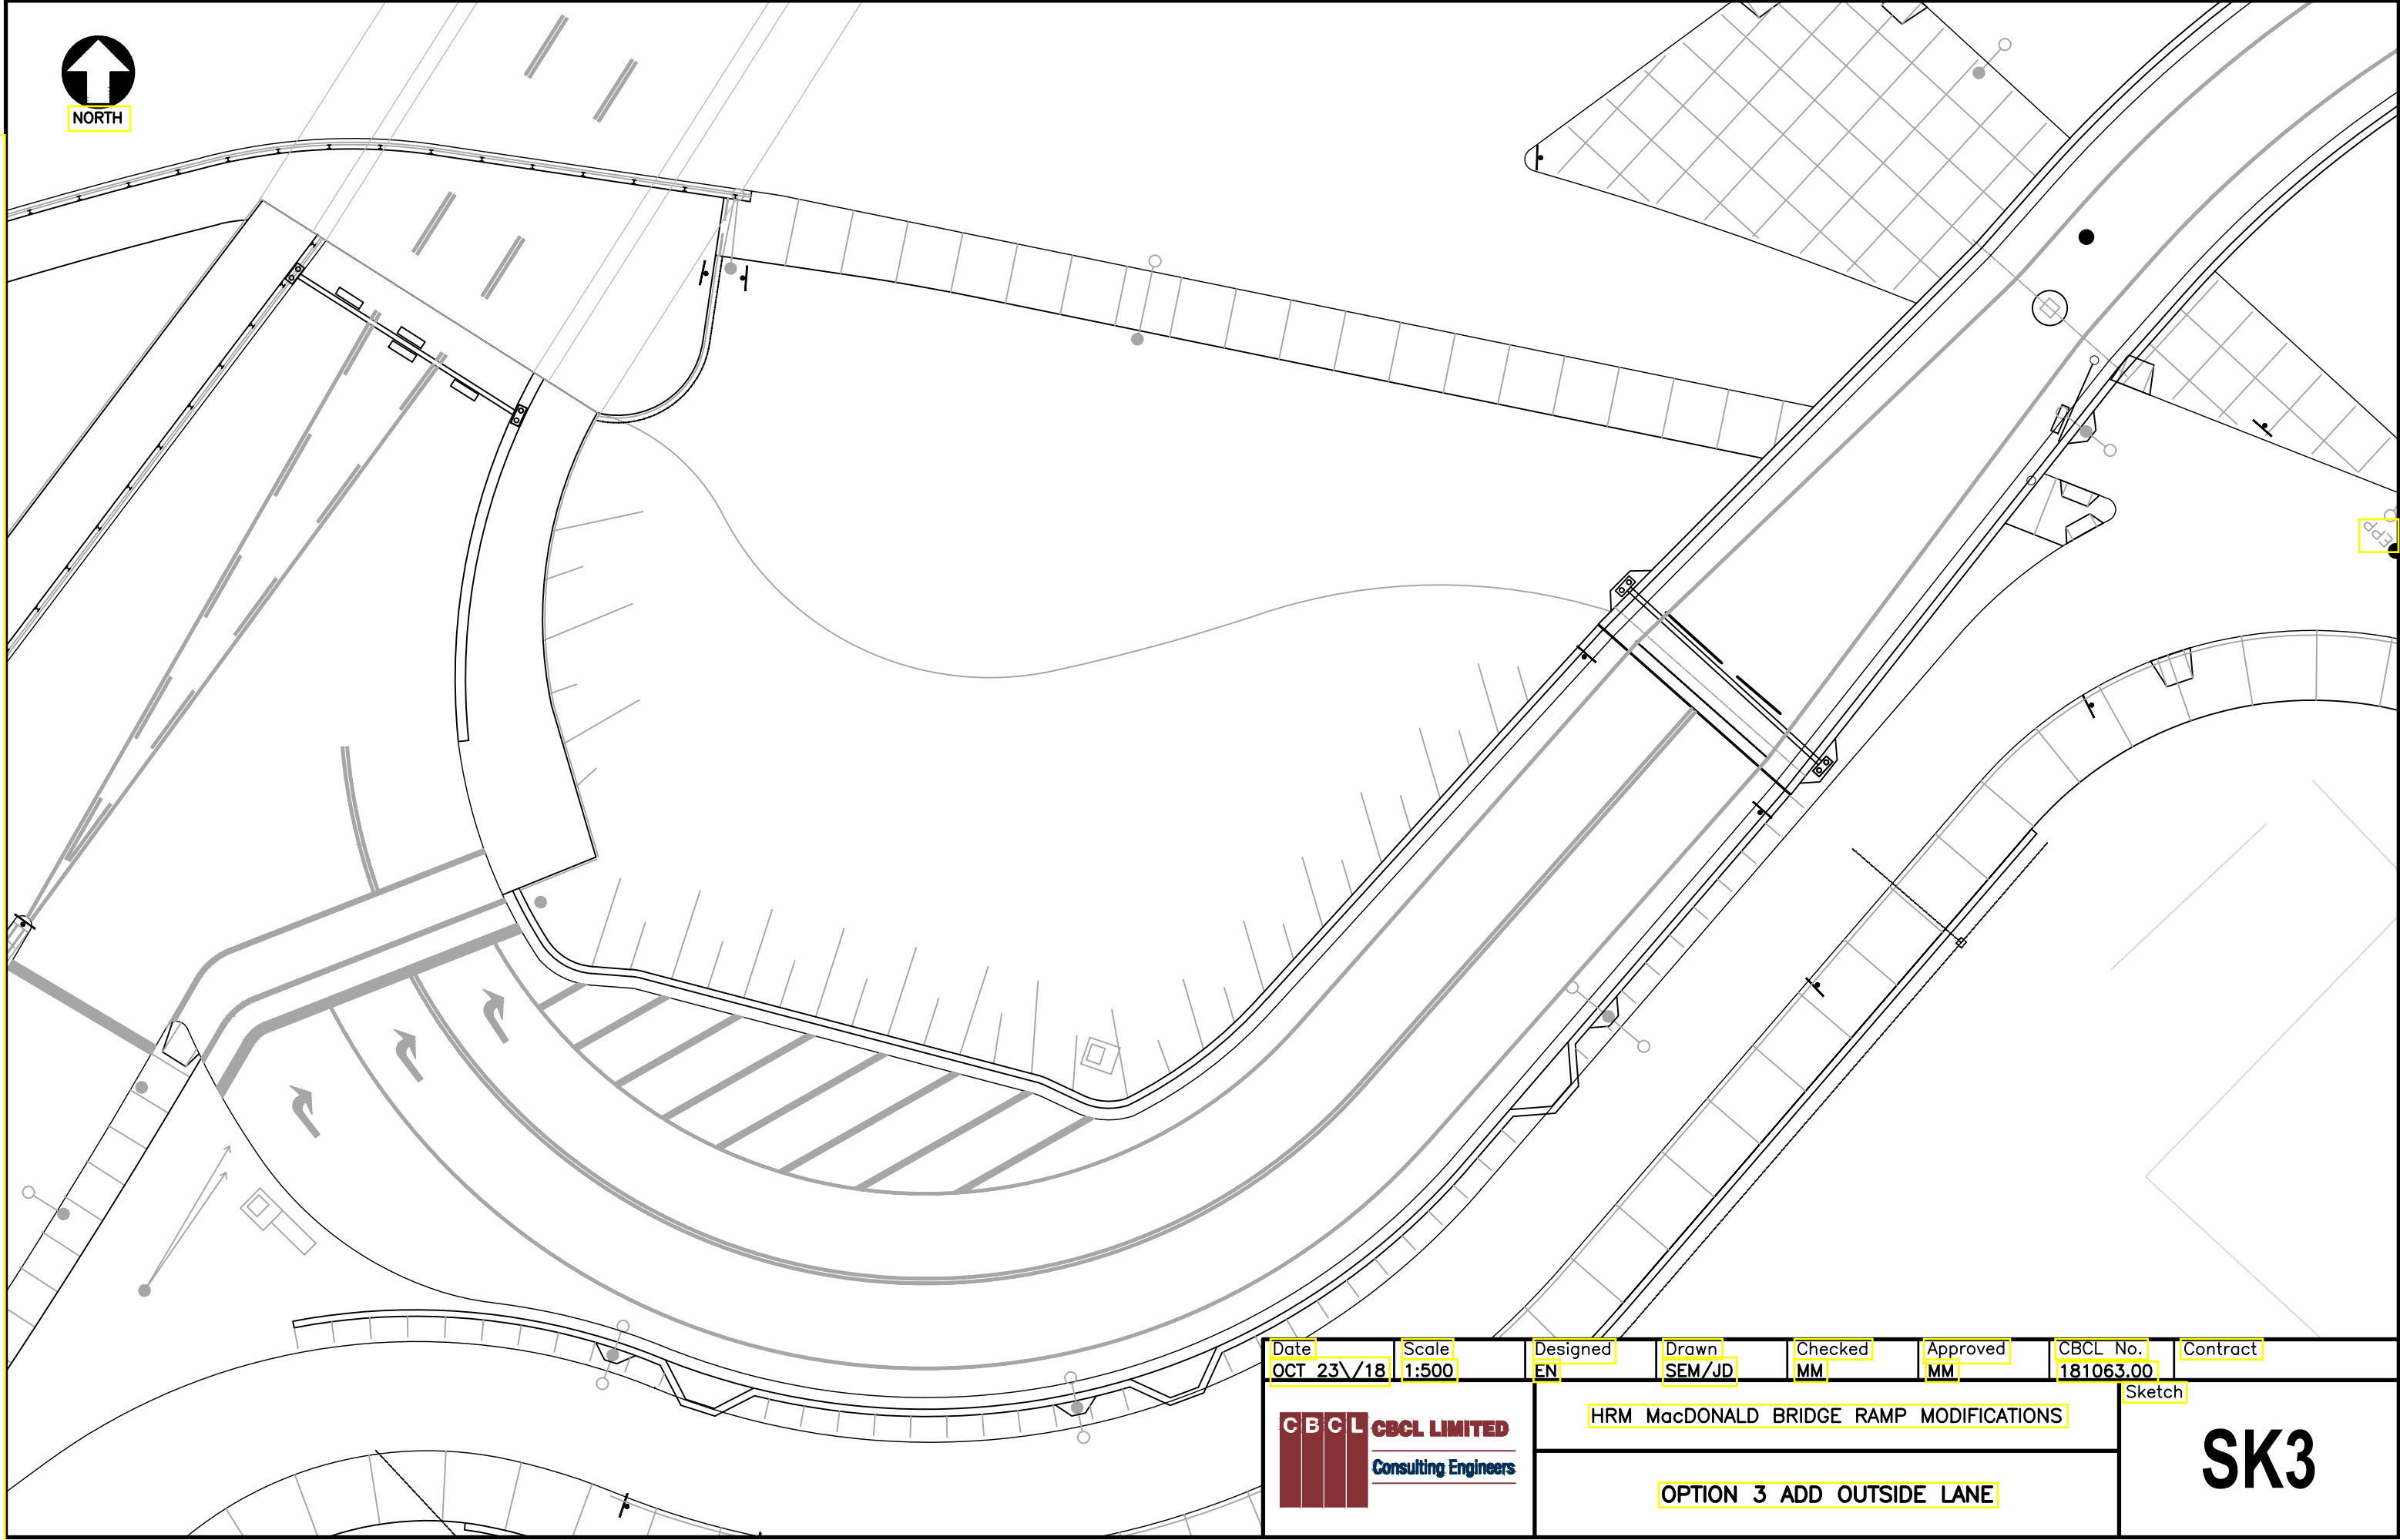 NORTH
EPP
Date Scale Designed Drawn Checked Approved CBCL No. Contract
OCT 23\/18 1:500 EN SEM/JD MM MM 181063.00
Sketch
CBCL CBCL LIMITED
Consulting Engineers
HRM MacDONALD BRIDGE RAMP MODIFICATIONS
OPTION 3 ADD OUTSIDE LANE
SK3